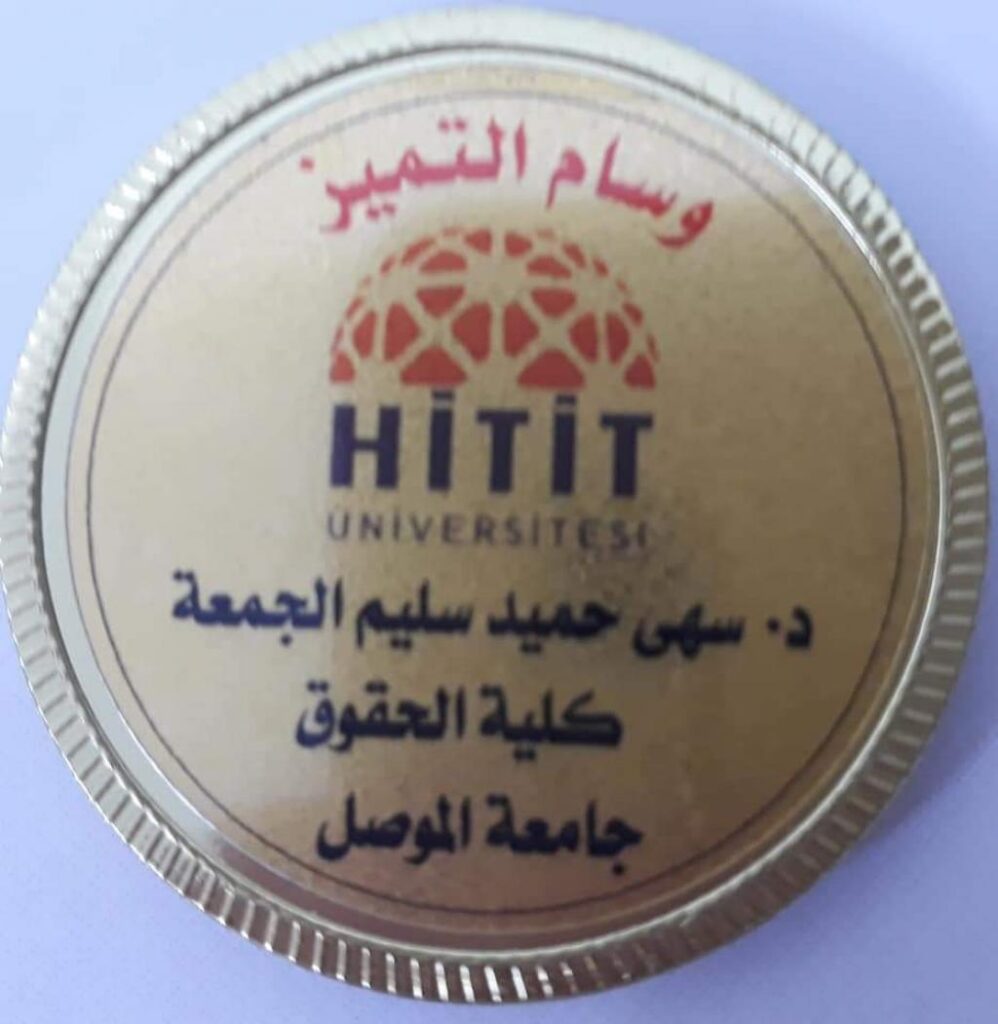 وسام التميز
HİTİT
ÜNİVERSİTESİ
د. سهى حميد سليم الجمعة
كلية الحقوق
جامعة الموصل